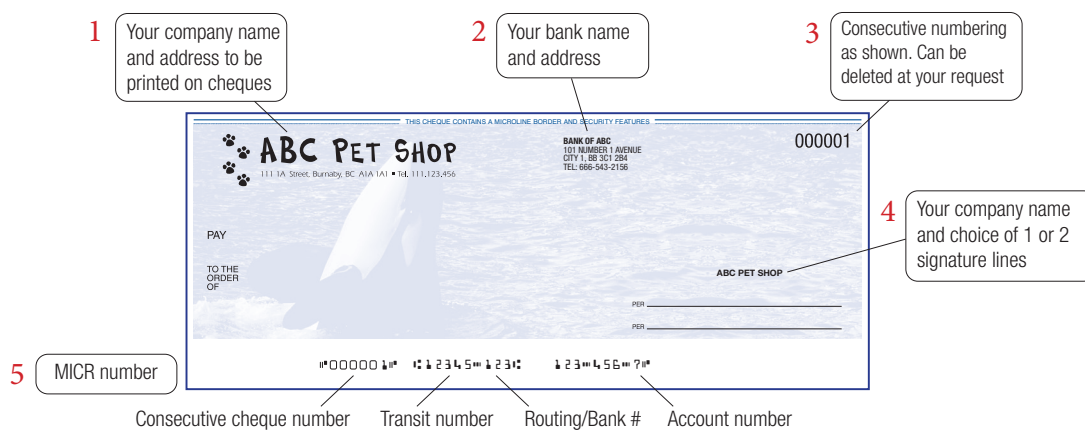 1
Your company name
and address to be
printed on cheques
2
Your bank name
and address
3
Consecutive numbering
as shown. Can be
deleted at your request
THIS CHEQUE CONTAINS A MICROLINE BORDER AND SECURITY FEATURES
ABC PET SHOP
111 1A Street, Burnaby, BC A1A 1A1 ▪ Tel. 111.123.456
BANK OF ABC
101 NUMBER 1 AVENUE
CITY 1, BB 3C1 2B4
TEL: 666-543-2156
000001
4
Your company name
and choice of 1 or 2
signature lines
PAY
TO THE
ORDER
OF
ABC PET SHOP
PER
PER
5
MICR number
⑈000001⑈ ⑆12345⑉123⑆ 123⑉456⑉7⑈
Consecutive cheque number Transit number Routing/Bank # Account number